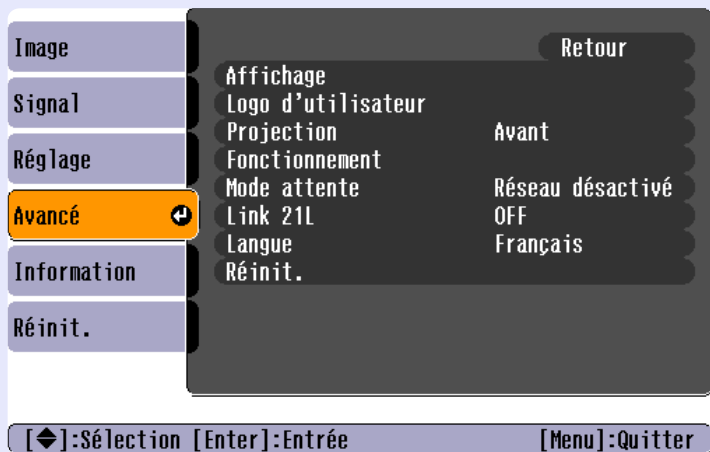 Image
Signal
Réglage
Avancé
Information
Réinit.
Retour
Affichage
Logo d'utilisateur
Projection Avant
Fonctionnement
Mode attente Réseau désactivé
Link 21L OFF
Langue Français
Réinit.
[◆]:Sélection [Enter]:Entrée [Menu]:Quitter